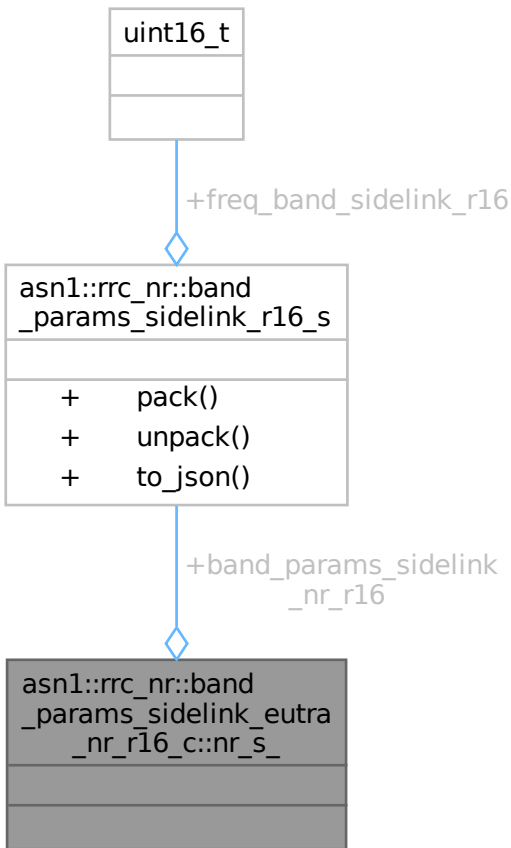 uint16_t
+freq_band_sidelink_r16
asn1::rrc_nr::band
_params_sidelink_r16_s
+ pack()
+ unpack()
+ to_json()
+band_params_sidelink
_nr_r16
asn1::rrc_nr::band
_params_sidelink_eutra
_nr_r16_c::nr_s_